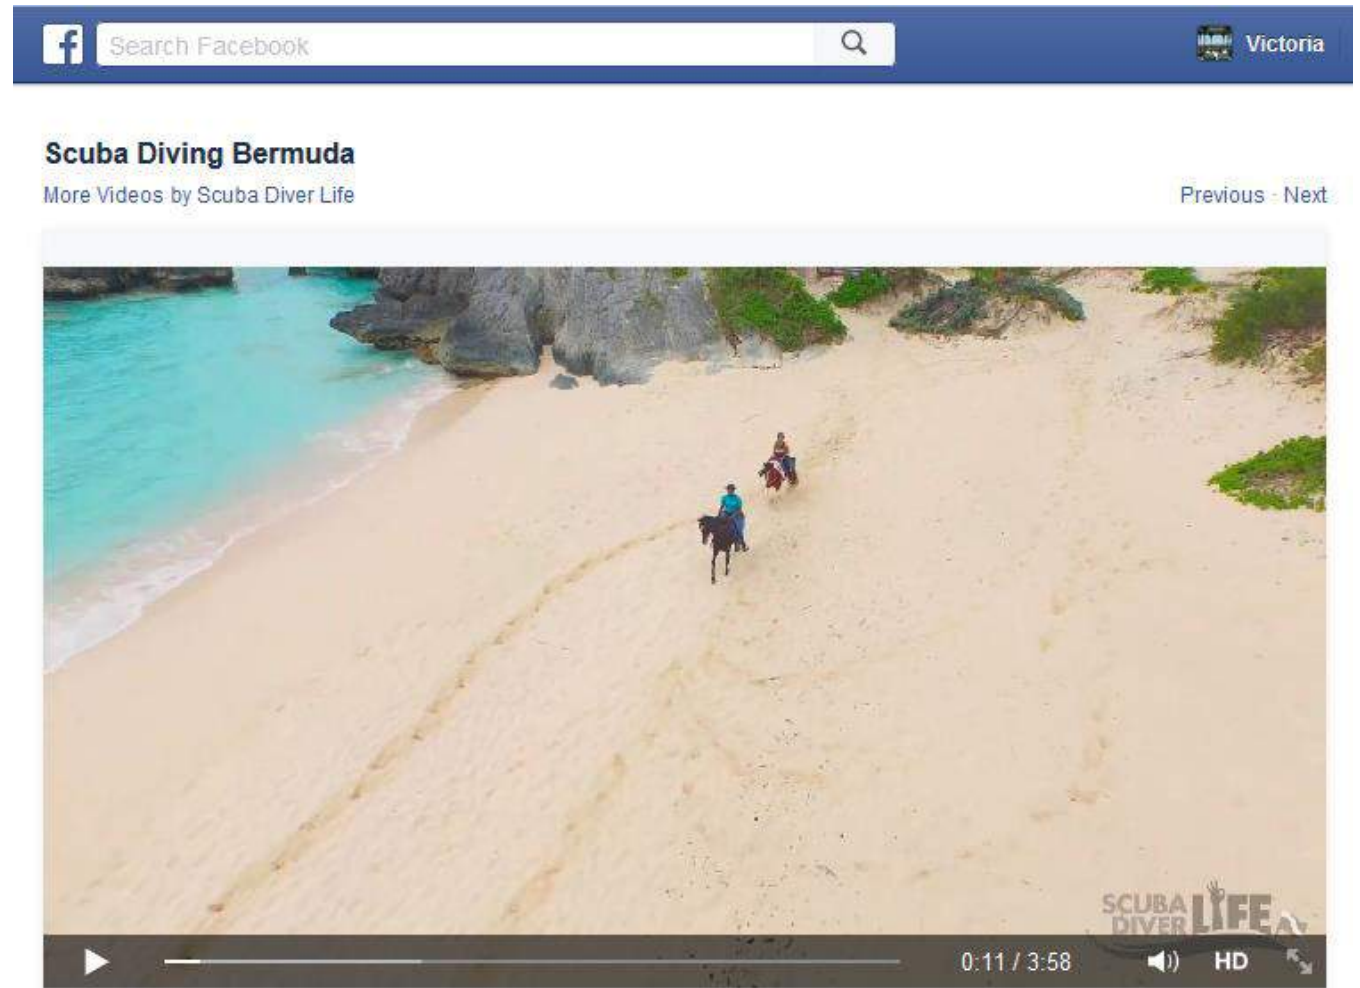 f
Search Facebook
Victoria
Scuba Diving Bermuda
More Videos by Scuba Diver Life
Previous · Next
SCUBA DIVER LIFE
0:11 / 3:58
HD